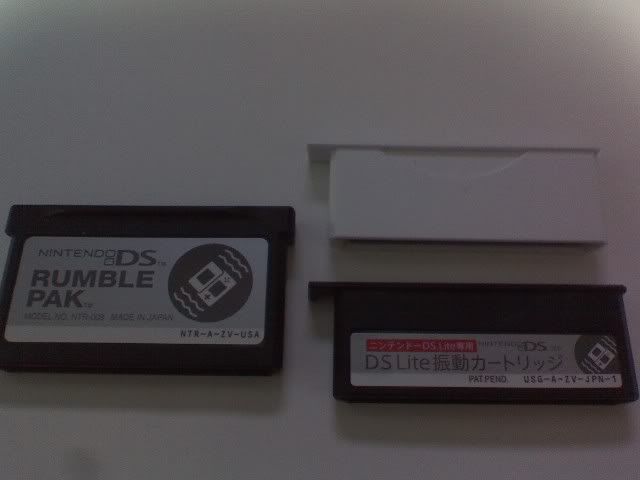 NINTENDO DS™
RUMBLE
PAK™
MODEL NO. NTR-008 MADE IN JAPAN
NTR-A-ZV-USA
ニンテンドーDS Lite専用 NINTENDO DS
DS Lite振動カートリッジ
PAT.PEND. USG-A-ZV-JPN-1